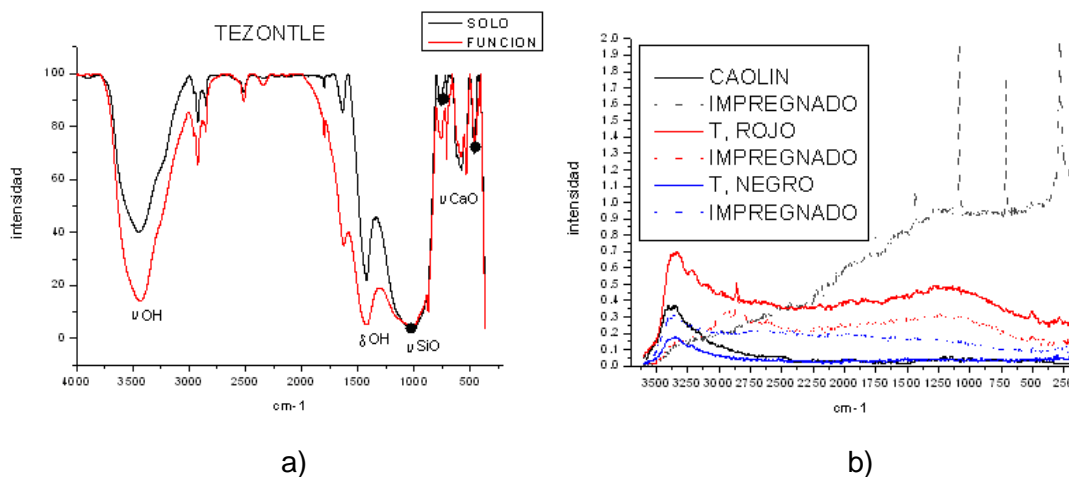 TEZONTLE
SOLO
FUNCION
intensidad
100
80
60
40
20
0
4000 3500 3000 2500 2000 1500 1000 500
cm-1
υ OH
δ OH
υ SiO
υ CaO
a)
CAOLIN
IMPREGNADO
T, ROJO
IMPREGNADO
T, NEGRO
IMPREGNADO
intensidad
2.0
1.9
1.8
1.7
1.6
1.5
1.4
1.3
1.2
1.1
1.0
0.9
0.8
0.7
0.6
0.5
0.4
0.3
0.2
0.1
0.0
3500 3250 3000 2750 2500 2250 2000 1750 1500 1250 1000 750 500 250
cm-1
b)